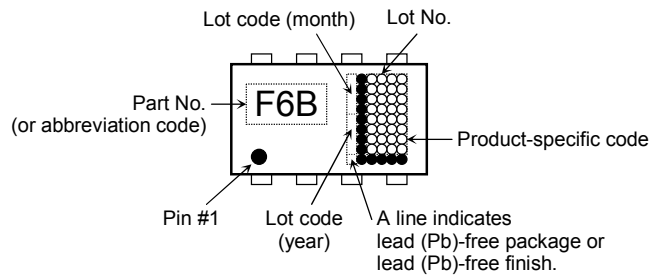 Lot code (month)
Lot No.
Part No.
(or abbreviation code)
F6B
Product-specific code
Pin #1
Lot code
(year)
A line indicates
lead (Pb)-free package or
lead (Pb)-free finish.